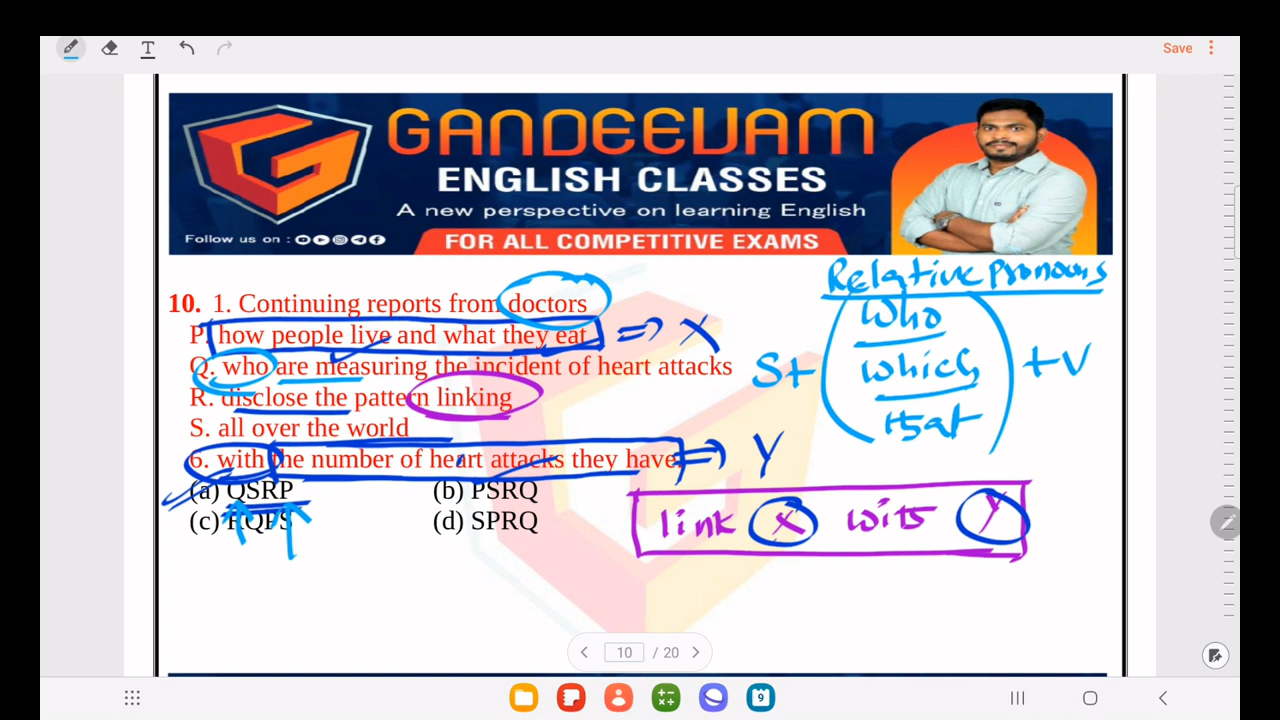 T
Save
GANDEEVAM
ENGLISH CLASSES
A new perspective on learning English
Follow us on :
FOR ALL COMPETITIVE EXAMS
Relative Pronouns
10. 1. Continuing reports from doctors
P. how people live and what they eat => X
Q. who are measuring the incident of heart attacks
R. disclose the pattern linking
S. all over the world
6. with the number of heart attacks they have. => Y
(a) QSRP (b) PSRQ
(c) RQPS (d) SPRQ
S+ (who which that) +V
link X with Y
10 / 20
9